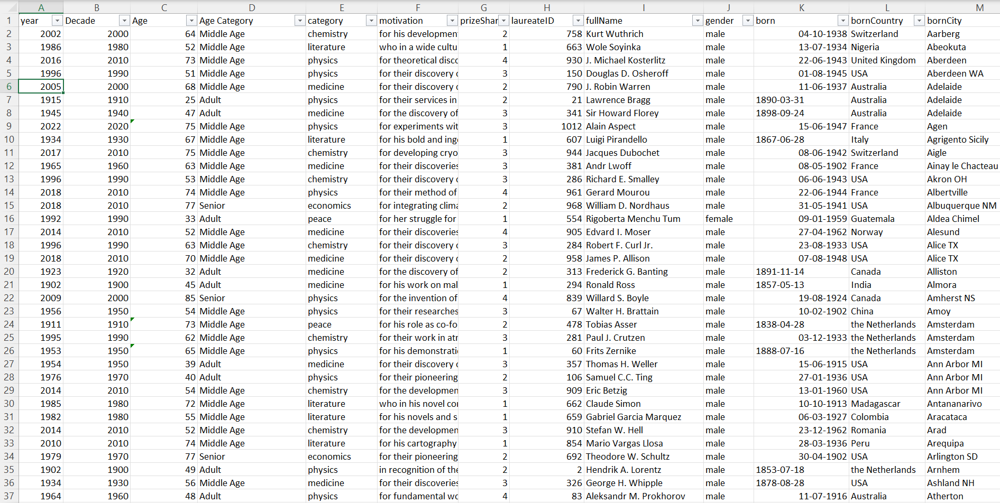 A B C D E F G H I J K L M
1 year Decade Age Age Category category motivation prizeShar laureateID fullName gender born bornCountry bornCity
2 2002 2000 64 Middle Age chemistry for his developmen 2 758 Kurt Wuthrich male 04-10-1938 Switzerland Aarberg
3 1986 1980 52 Middle Age literature who in a wide cultu 1 663 Wole Soyinka male 13-07-1934 Nigeria Abeokuta
4 2016 2010 73 Middle Age physics for theoretical disc 4 930 J. Michael Kosterlitz male 22-06-1943 United Kingdom Aberdeen
5 1996 1990 51 Middle Age physics for their discovery 3 150 Douglas D. Osheroff male 01-08-1945 USA Aberdeen WA
6 2005 2000 68 Middle Age medicine for their discovery 2 790 J. Robin Warren male 11-06-1937 Australia Adelaide
7 1915 1910 25 Adult physics for their services in 2 21 Lawrence Bragg male 1890-03-31 Australia Adelaide
8 1945 1940 47 Adult medicine for the discovery of 3 341 Sir Howard Florey male 1898-09-24 Australia Adelaide
9 2022 2020 75 Middle Age physics for experiments wit 3 1012 Alain Aspect male 15-06-1947 France Agen
10 1934 1930 67 Middle Age literature for his bold and ing 1 607 Luigi Pirandello male 1867-06-28 Italy Agrigento Sicily
11 2017 2010 75 Middle Age chemistry for developing cryo 3 944 Jacques Dubochet male 08-06-1942 Switzerland Aigle
12 1965 1960 63 Middle Age medicine for their discoveries 3 381 Andr Lwoff male 08-05-1902 France Ainay le Chacteau
13 1996 1990 53 Middle Age chemistry for their discovery 3 286 Richard E. Smalley male 06-06-1943 USA Akron OH
14 2018 2010 74 Middle Age physics for their method of 4 961 Gerard Mourou male 22-06-1944 France Albertville
15 2018 2010 77 Senior economics for integrating clima 2 968 William D. Nordhaus male 31-05-1941 USA Albuquerque NM
16 1992 1990 33 Adult peace for her struggle for 1 554 Rigoberta Menchu Tum female 09-01-1959 Guatemala Aldea Chimel
17 2014 2010 52 Middle Age medicine for their discoveries 4 905 Edvard I. Moser male 27-04-1962 Norway Alesund
18 1996 1990 63 Middle Age chemistry for their discovery 3 284 Robert F. Curl Jr. male 23-08-1933 USA Alice TX
19 2018 2010 70 Middle Age medicine for their discovery 2 958 James P. Allison male 07-08-1948 USA Alice TX
20 1923 1920 32 Adult medicine for the discovery of 2 313 Frederick G. Banting male 1891-11-14 Canada Alliston
21 1902 1900 45 Adult medicine for his work on mal 1 294 Ronald Ross male 1857-05-13 India Almora
22 2009 2000 85 Senior physics for the invention of 4 839 Willard S. Boyle male 19-08-1924 Canada Amherst NS
23 1956 1950 54 Middle Age physics for their researches 3 67 Walter H. Brattain male 10-02-1902 China Amoy
24 1911 1910 73 Middle Age peace for his role as co-fo 2 478 Tobias Asser male 1838-04-28 the Netherlands Amsterdam
25 1995 1990 62 Middle Age chemistry for their work in atr 3 281 Paul J. Crutzen male 03-12-1933 the Netherlands Amsterdam
26 1953 1950 65 Middle Age physics for his demonstrati 1 60 Frits Zernike male 1888-07-16 the Netherlands Amsterdam
27 1954 1950 39 Adult medicine for their discovery 3 357 Thomas H. Weller male 15-06-1915 USA Ann Arbor MI
28 1976 1970 40 Adult physics for their pioneering 2 106 Samuel C.C. Ting male 27-01-1936 USA Ann Arbor MI
29 2014 2010 54 Middle Age chemistry for the developmen 3 909 Eric Betzig male 13-01-1960 USA Ann Arbor MI
30 1985 1980 72 Middle Age literature who in his novel co 1 662 Claude Simon male 10-10-1913 Madagascar Antananarivo
31 1982 1980 55 Middle Age literature for his novels and s 1 659 Gabriel Garcia Marquez male 06-03-1927 Colombia Aracataca
32 2014 2010 52 Middle Age chemistry for the developmen 3 910 Stefan W. Hell male 23-12-1962 Romania Arad
33 2010 2010 74 Middle Age literature for his cartography 1 854 Mario Vargas Llosa male 28-03-1936 Peru Arequipa
34 1979 1970 77 Senior economics for their pioneering 2 692 Theodore W. Schultz male 30-04-1902 USA Arlington SD
35 1902 1900 49 Adult physics in recognition of the 2 2 Hendrik A. Lorentz male 1853-07-18 the Netherlands Arnhem
36 1934 1930 56 Middle Age medicine for their discoveries 3 326 George H. Whipple male 1878-08-28 USA Ashland NH
37 1964 1960 48 Adult physics for fundamental wo 4 83 Aleksandr M. Prokhorov male 11-07-1916 Australia Atherton